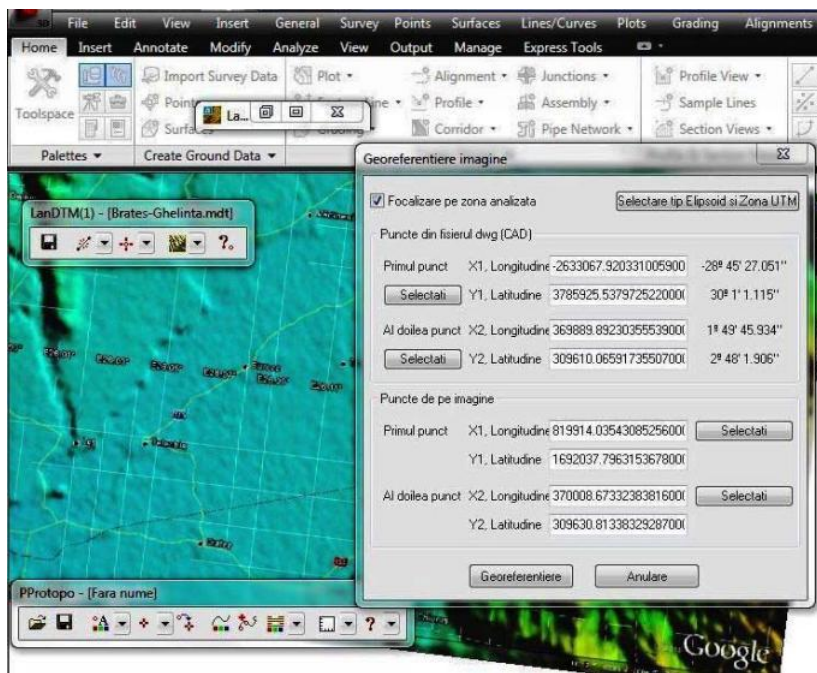 File Edit View Insert General Survey Points Surfaces Lines/Curves Plots Grading Alignments
Home Insert Annotate Modify Analyze View Output Manage Express Tools
Toolspace
Import Survey Data
Surfaces
Plot
Alignment
Profile
Corridor
Junctions
Assembly
Pipe Network
Profile View
Sample Lines
Section Views
Palettes
Create Ground Data
La...
LanDTM(1) - [Brates-Ghelinta.mdt]
Georeferentiere imagine
Focalizare pe zona analizata
Selectare tip Elipsoid si Zona UTM
Puncte din fisierul dwg (CAD)
Primul punct X1, Longitudine -2633067.920331005900 -28º 45' 27.051''
Selectati Y1, Latitudine 3785925.537972522000( 30º 1' 1.115''
Al doilea punct X2, Longitudine 369889.89230355539000 1º 49' 45.934''
Selectati Y2, Latitudine 309610.06591735507000 2º 48' 1.906''
Puncte de pe imagine
Primul punct X1, Longitudine 819914.03543085256000 Selectati
Y1, Latitudine 1692037.796315367800(
Al doilea punct X2, Longitudine 370008.67332383816000 Selectati
Y2, Latitudine 309630.81338329287000
Georeferentiere Anulare
PProtopo - [Fara nume]
Google